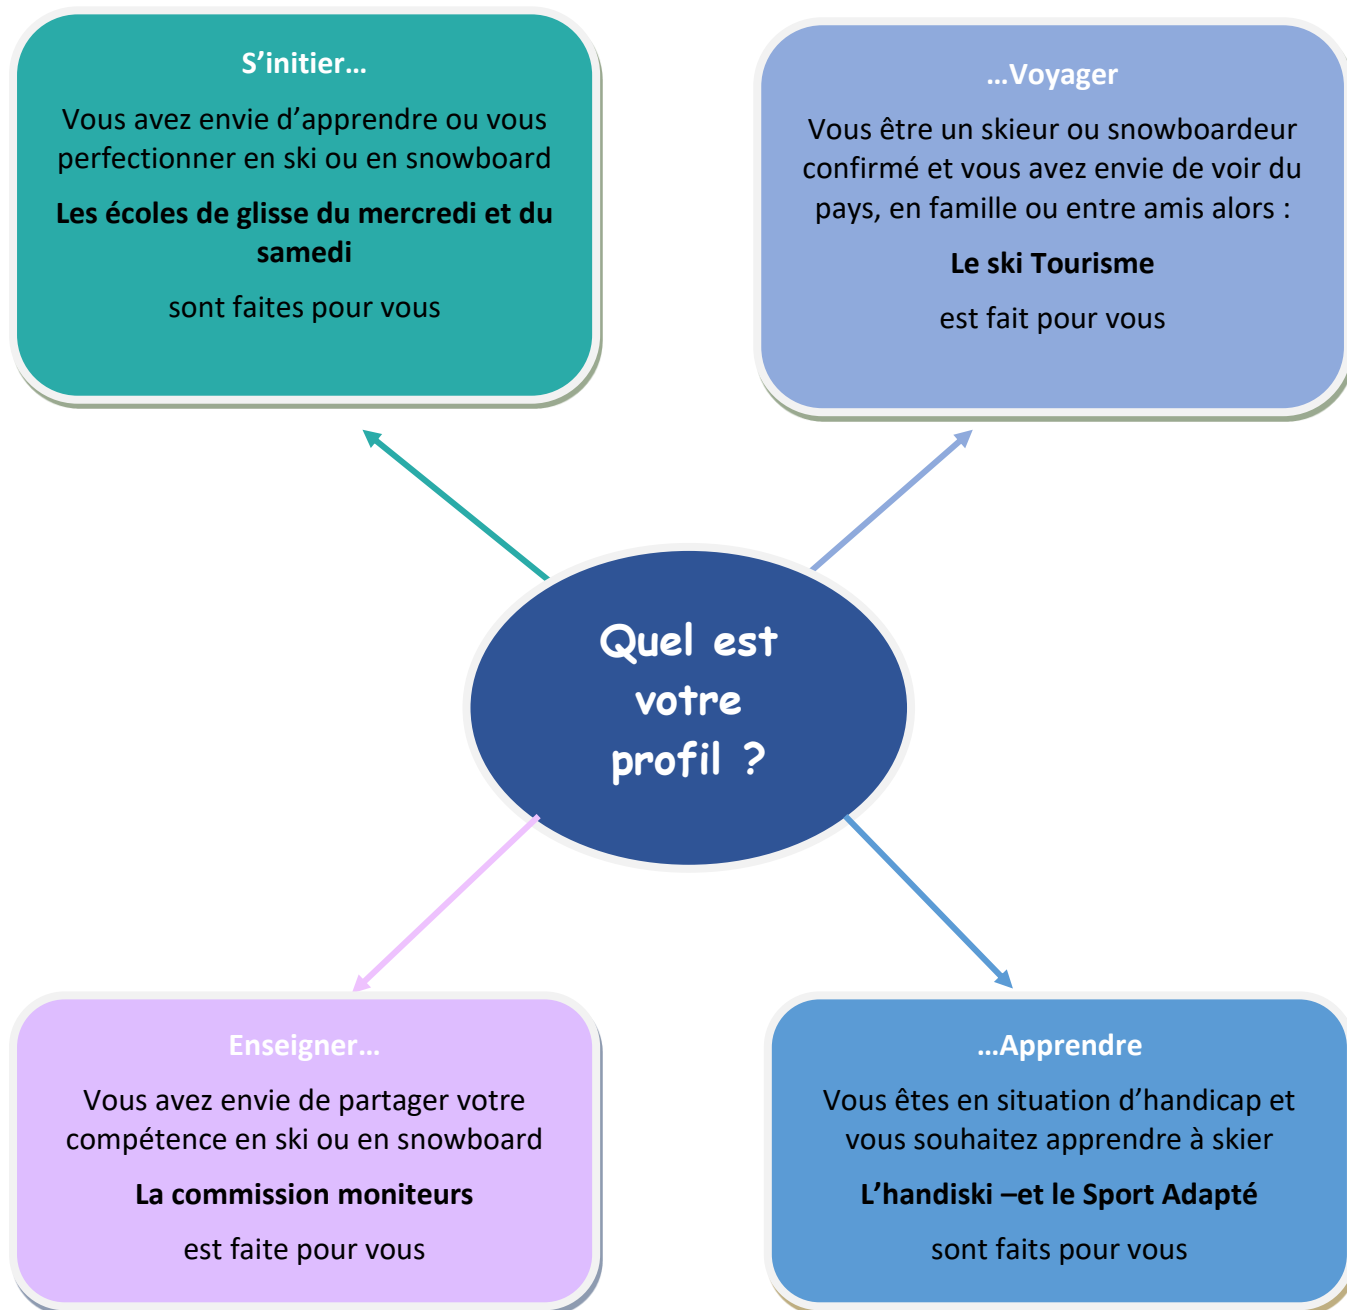 S’initier…
Vous avez envie d’apprendre ou vous
perfectionner en ski ou en snowboard
Les écoles de glisse du mercredi et du
samedi
sont faites pour vous
…Voyager
Vous être un skieur ou snowboardeur
confirmé et vous avez envie de voir du
pays, en famille ou entre amis alors :
Le ski Tourisme
est fait pour vous
Quel est
votre
profil ?
Enseigner…
Vous avez envie de partager votre
compétence en ski ou en snowboard
La commission moniteurs
est faite pour vous
…Apprendre
Vous êtes en situation d’handicap et
vous souhaitez apprendre à skier
L’handiski –et le Sport Adapté
sont faits pour vous